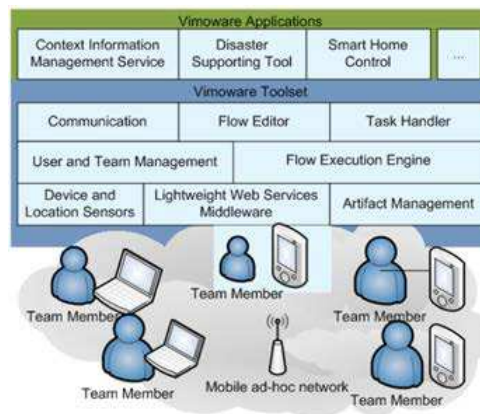 Vimoware Applications
Context Information
Management Service
Disaster
Supporting Tool
Smart Home
Control
...
Vimoware Toolset
Communication
Flow Editor
Task Handler
User and Team Management
Flow Execution Engine
Device and
Location Sensors
Lightweight Web Services
Middleware
Artifact Management
Team Member
Team Member
Team Member
Team Member
Mobile ad-hoc network
Team Member